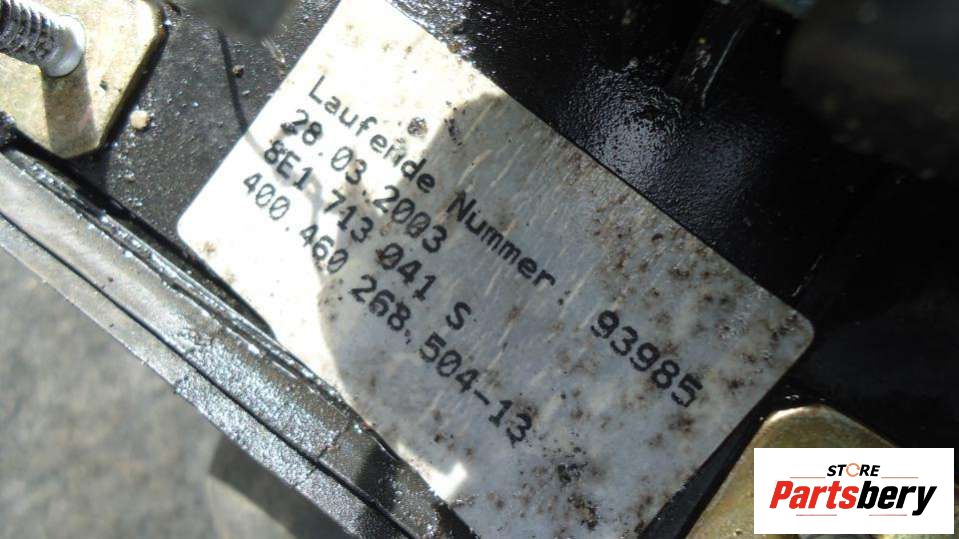 Laufende Nummer: 93985
28.03.2003
8E1 713 041 S
400.460 268.504-13
STORE
Partsbery